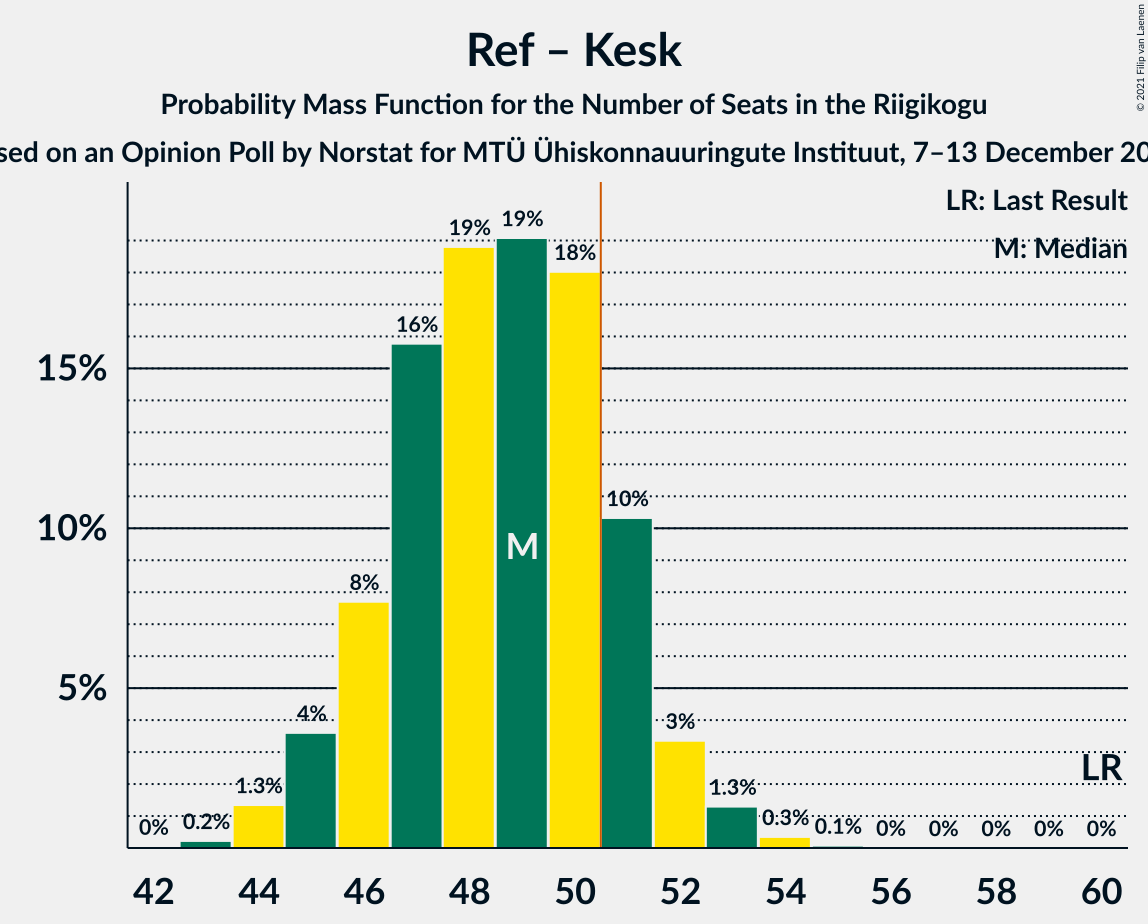 Ref – Kesk
Probability Mass Function for the Number of Seats in the Riigikogu
on an Opinion Poll by Norstat for MTÜ Ühiskonnauuringute Instituut, 7–13 December
© 2021 Filip van Laenen
LR: Last Result
M: Median
19% 19% 18%
16%
15%
10%
10%
M
8%
5%
4%
3%
LR
1.3% 1.3%
0% 0.2% 0.3% 0.1% 0% 0% 0% 0% 0%
42 44 46 48 50 52 54 56 58 60